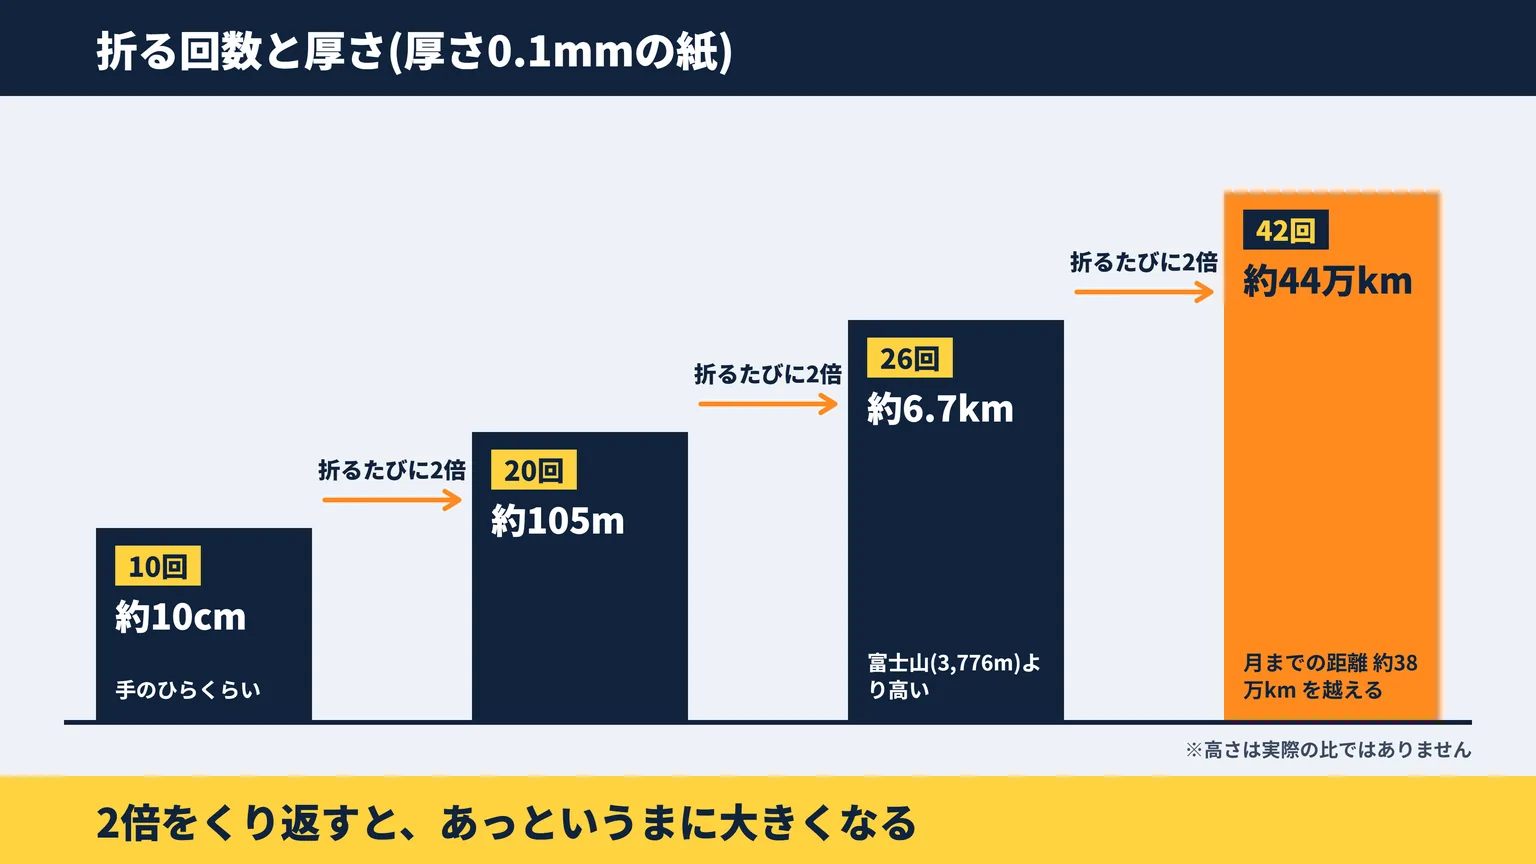 折る回数と厚さ(厚さ0.1mmの紙)
10回
約10cm
手のひらくらい
折るたびに2倍
20回
約105m
折るたびに2倍
26回
約6.7km
富士山(3,776m)よ
り高い
折るたびに2倍
42回
約44万km
月までの距離 約38
万km を越える
※高さは実際の比ではありません
2倍をくり返すと、あっというまに大きくなる